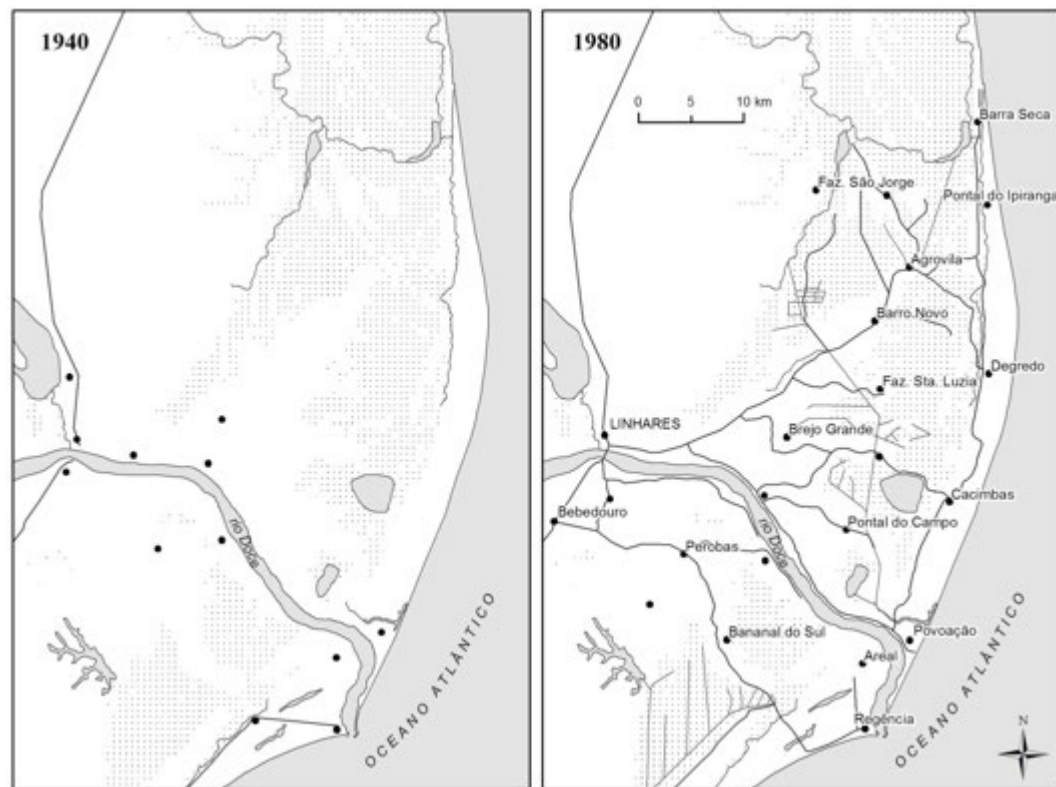 1940
rio Doce
OCEANO ATLÂNTICO
1980
0 5 10 km
Barra Seca
Faz. São Jorge
Pontal do Ipiranga
Agrovila
Barro Novo
Degredo
Faz. Sta. Luzia
LINHARES
Brejo Grande
Cacimbas
Bebedouro
Pontal do Campo
rio Doce
Perobas
Bananal do Sul
Povoação
Areal
Regência
OCEANO ATLÂNTICO
N